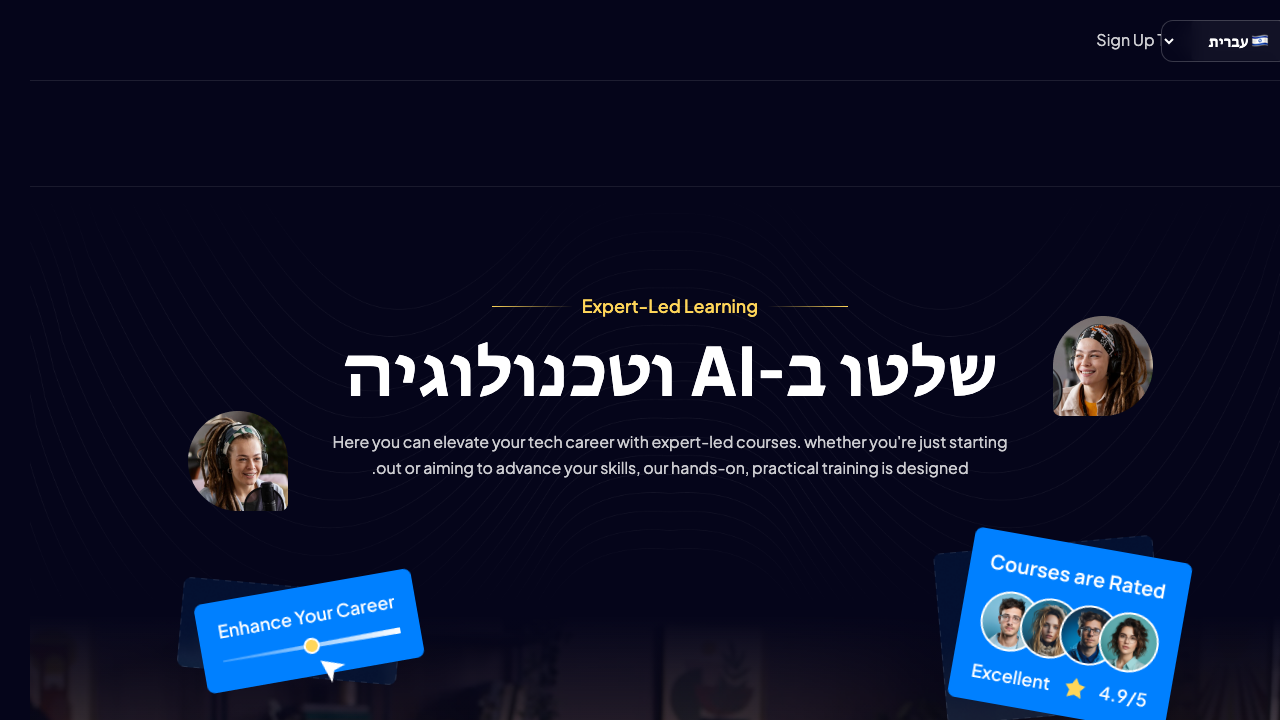 🇮🇱 עברית
Sign Up
Expert-Led Learning
שלטו ב-AI וטכנולוגיה
Here you can elevate your tech career with expert-led courses. whether you're just starting
.out or aiming to advance your skills, our hands-on, practical training is designed
Enhance Your Career
Courses are Rated
Excellent 4.9/5